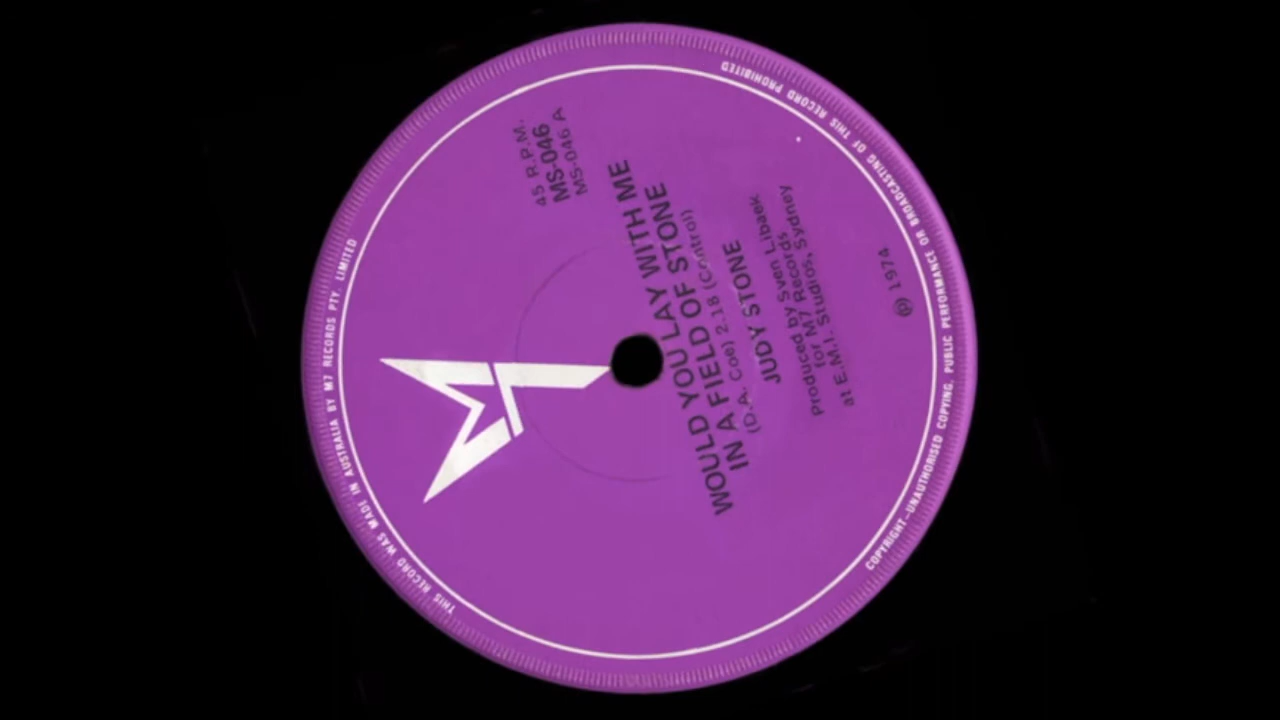 45 R.P.M.
MS-046
MS-046 A
WOULD YOU LAY WITH ME
IN A FIELD OF STONE
(D.A. Coe) 2.18 (Control)
JUDY STONE
Produced by Sven Libaek
for M7 Records
at E.M.I. Studios, Sydney
℗ 1974
THIS RECORD WAS MADE IN AUSTRALIA BY M7 RECORDS PTY. LIMITED
COPYRIGHT—UNAUTHORISED COPYING, PUBLIC PERFORMANCE OR BROADCASTING OF THIS RECORD PROHIBITED